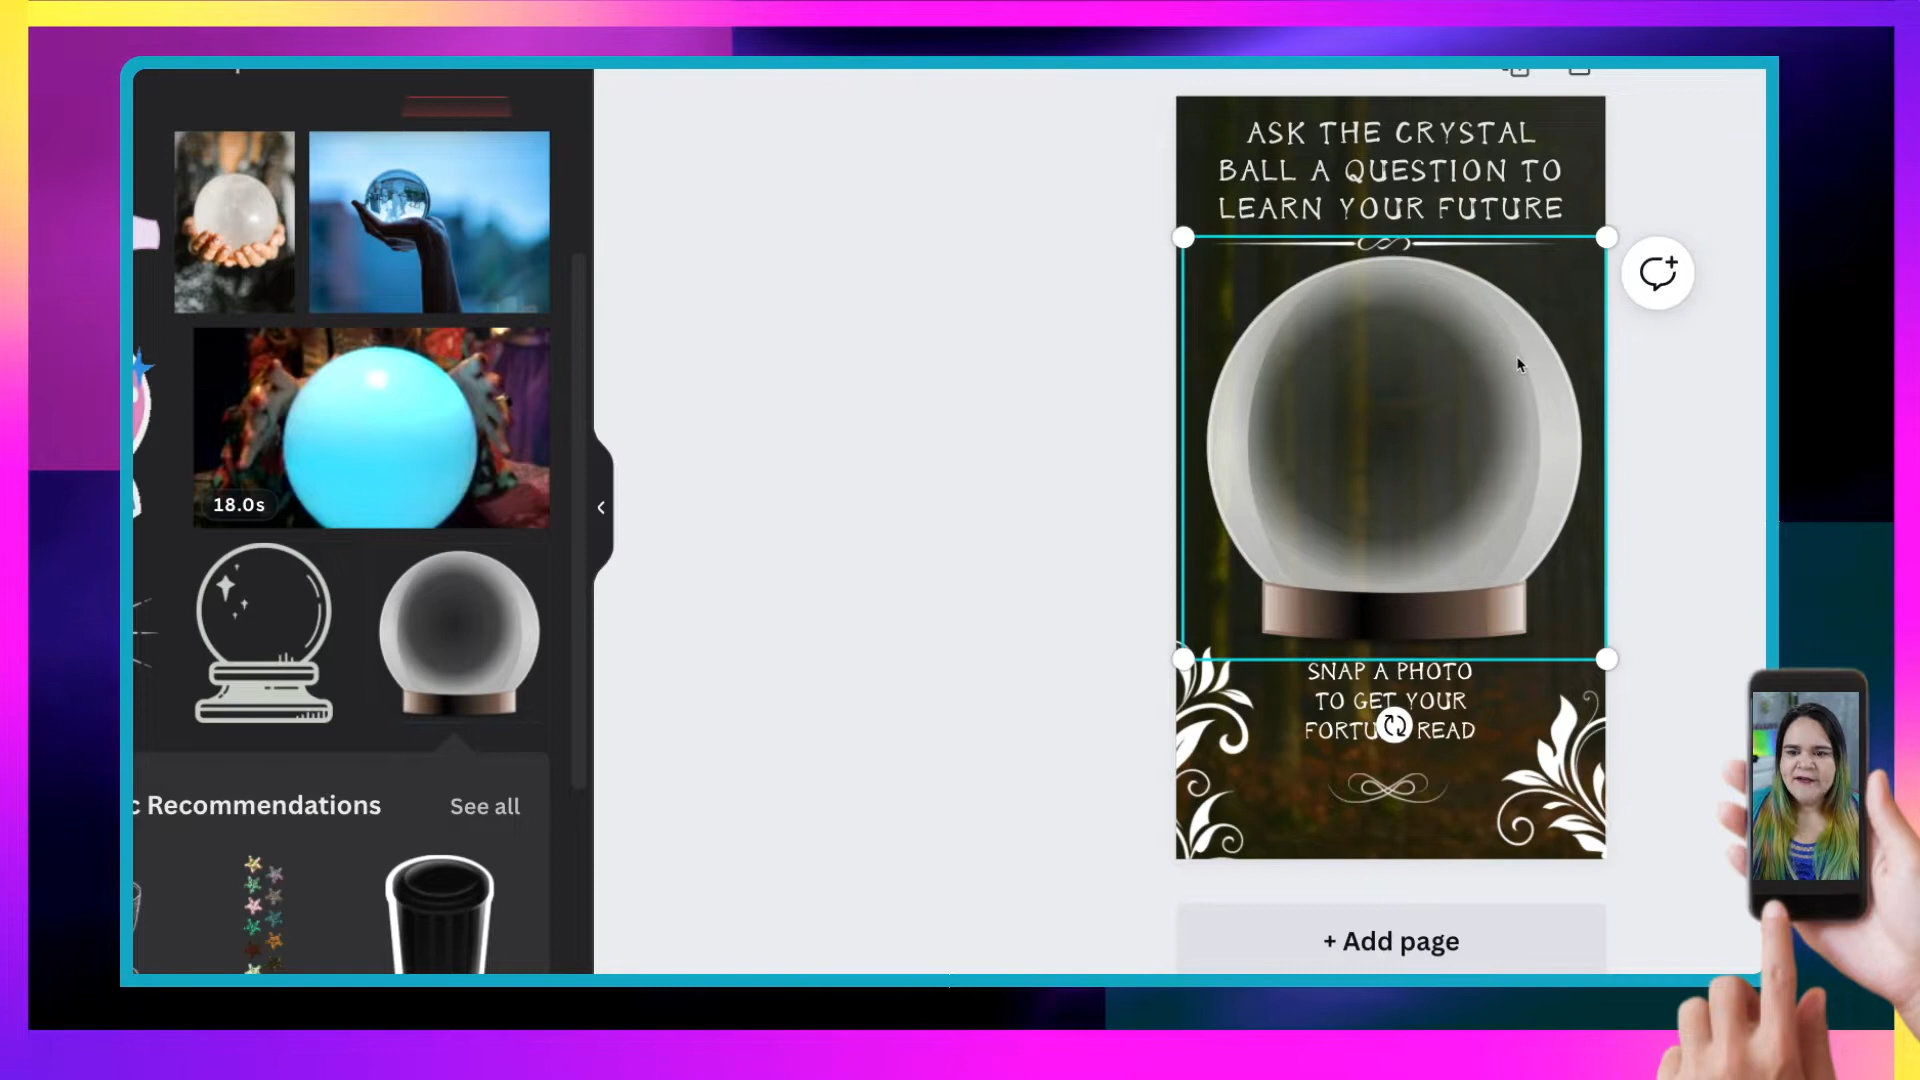 ASK THE CRYSTAL
BALL A QUESTION TO
LEARN YOUR FUTURE
18.0s
SNAP A PHOTO
TO GET YOUR
READ
c Recommendations
See all
+ Add page